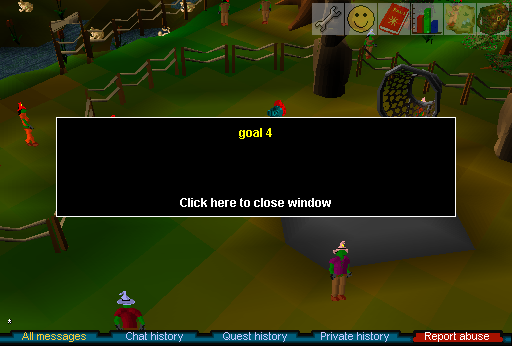 goal 4
Click here to close window
*
All messages
Chat history
Quest history
Private history
Report abuse